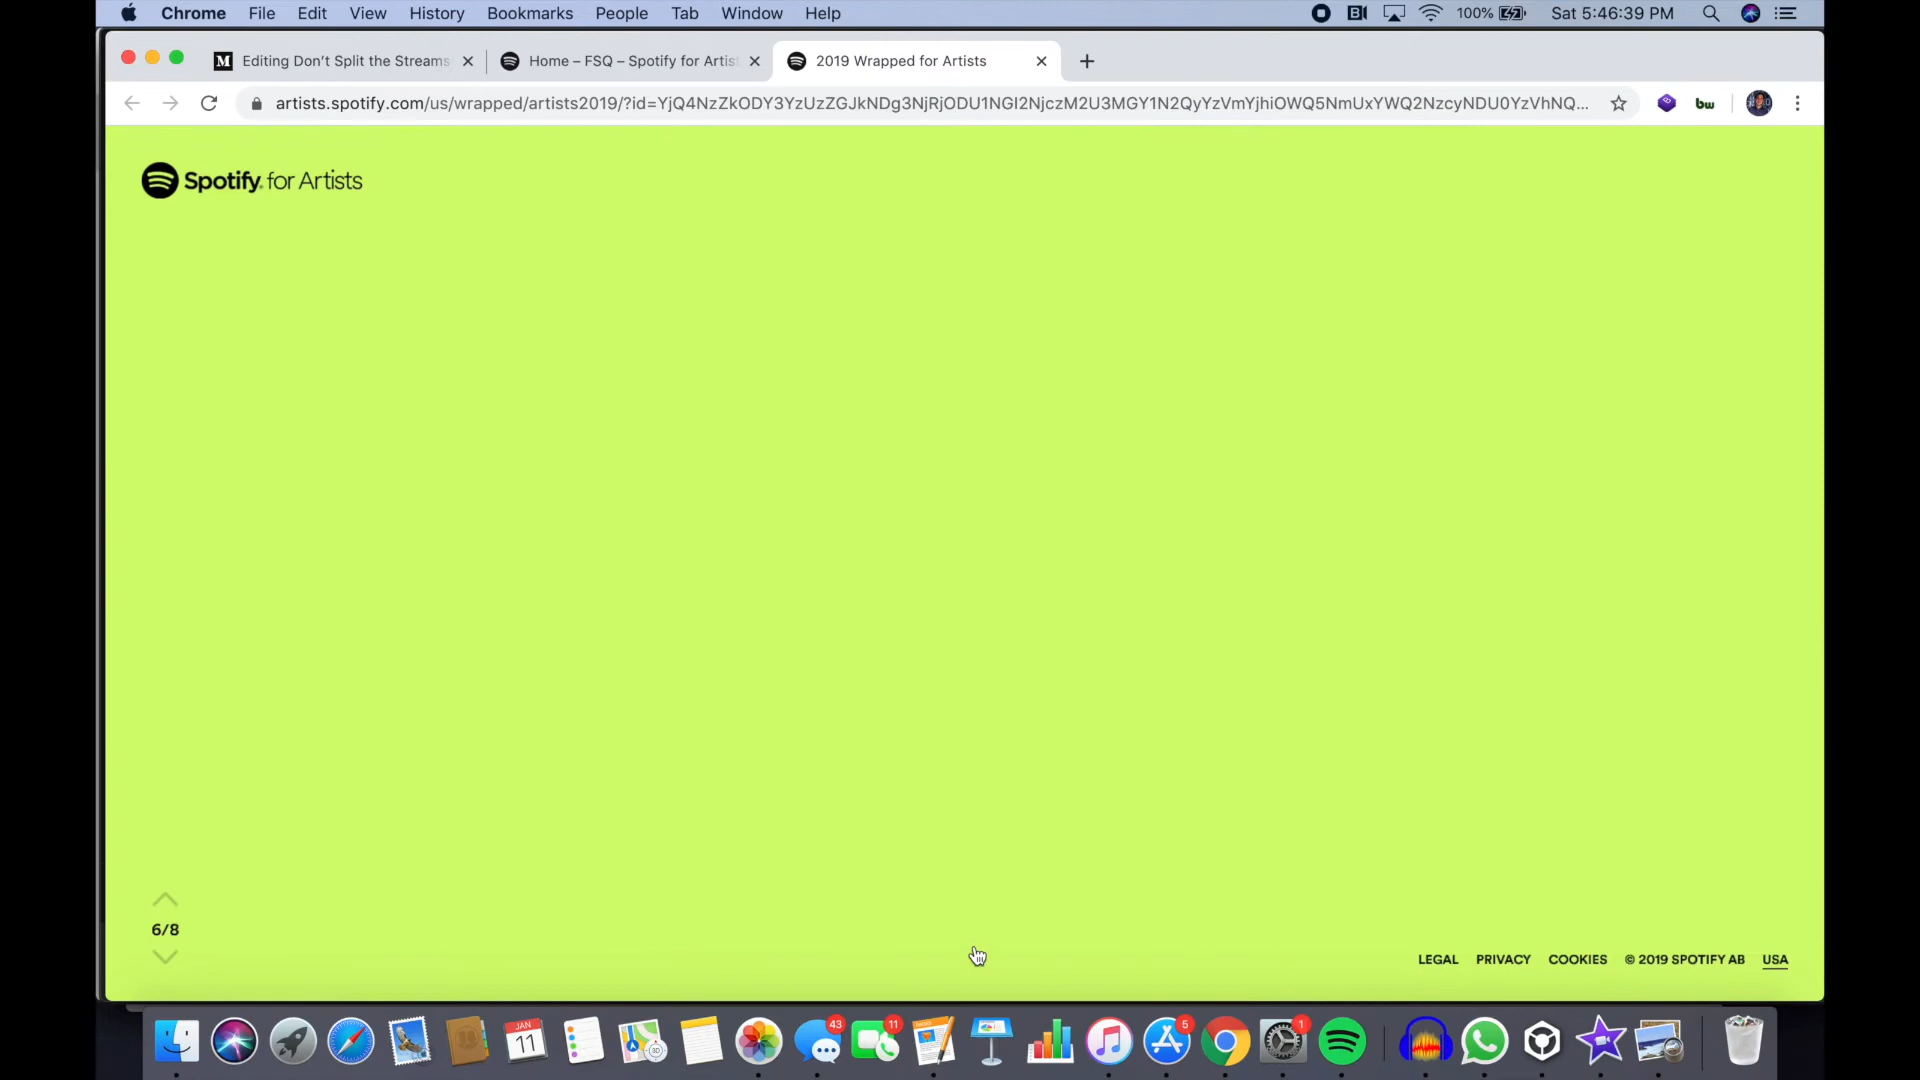 Chrome File Edit View History Bookmarks People Tab Window Help 100% Sat 5:46:39 PM
Editing Don't Split the Streams Home – FSQ – Spotify for Artis 2019 Wrapped for Artists
artists.spotify.com/us/wrapped/artists2019/?id=YjQ4NzZkODY3YzUzZGJkNDg3NjRjODU1NGI2NjczM2U3MGY1N2QyYzVmYjhiOWQ5NmUxYWQ2NzcyNDU0YzVhNQ... bw
Spotify for Artists
6/8
LEGAL PRIVACY COOKIES © 2019 SPOTIFY AB USA
JAN 11 43 11 5 1